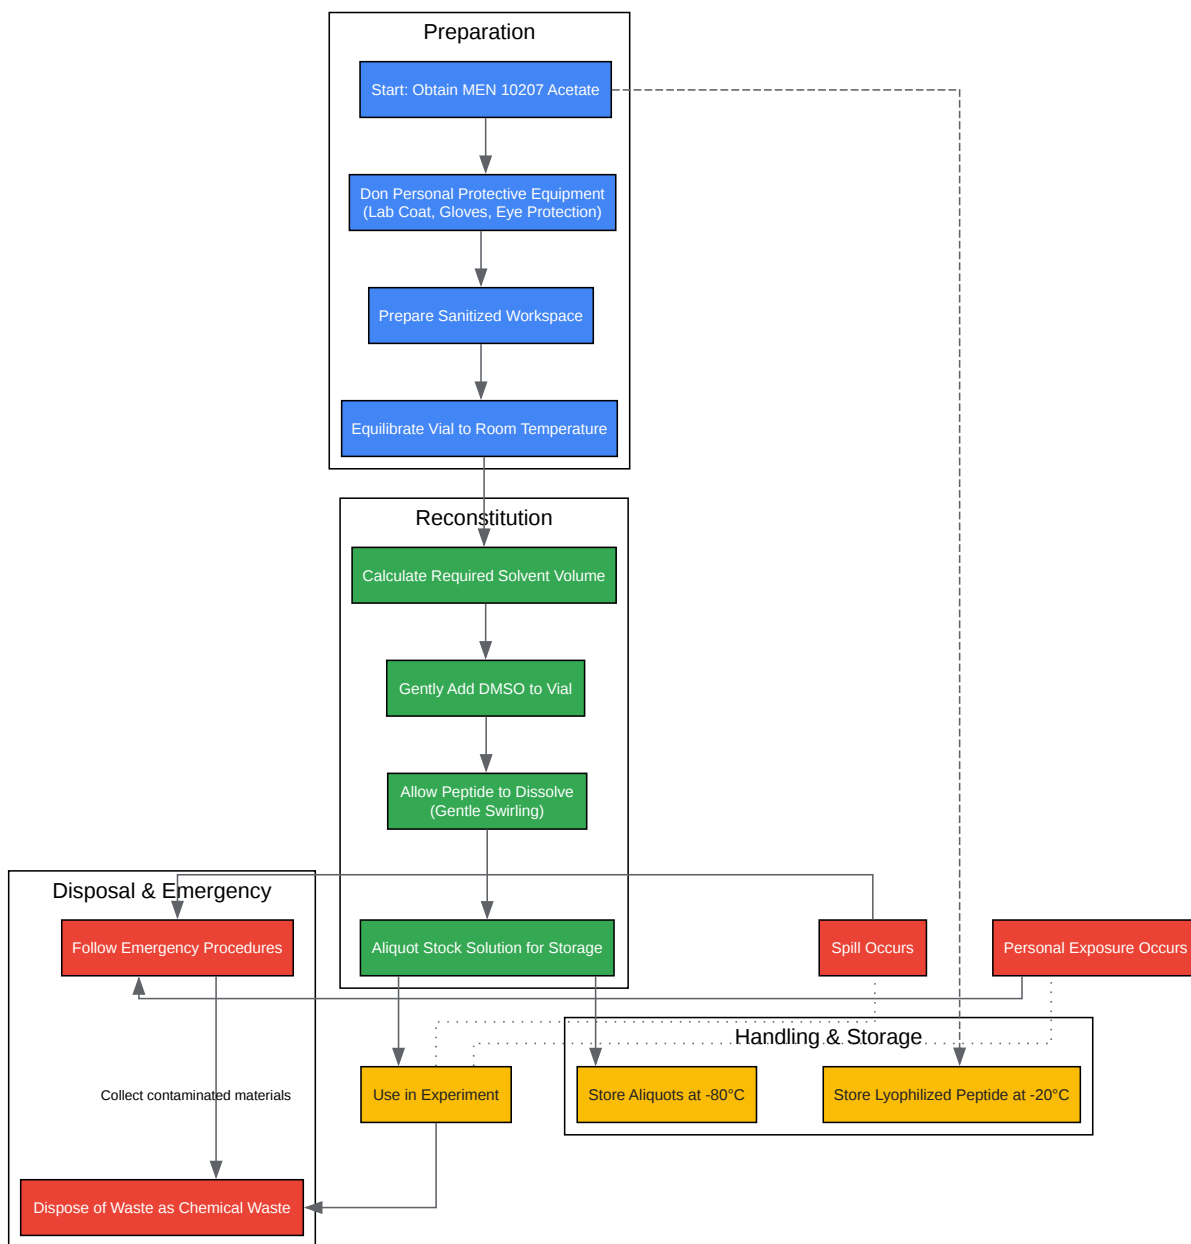 Preparation
Start: Obtain MEN 10207 Acetate
Don Personal Protective Equipment
(Lab Coat, Gloves, Eye Protection)
Prepare Sanitized Workspace
Equilibrate Vial to Room Temperature
Reconstitution
Calculate Required Solvent Volume
Gently Add DMSO to Vial
Allow Peptide to Dissolve
(Gentle Swirling)
Disposal & Emergency
Follow Emergency Procedures
Aliquot Stock Solution for Storage
Spill Occurs
Personal Exposure Occurs
Handling & Storage
Collect contaminated materials
Use in Experiment
Store Aliquots at -80°C
Store Lyophilized Peptide at -20°C
Dispose of Waste as Chemical Waste